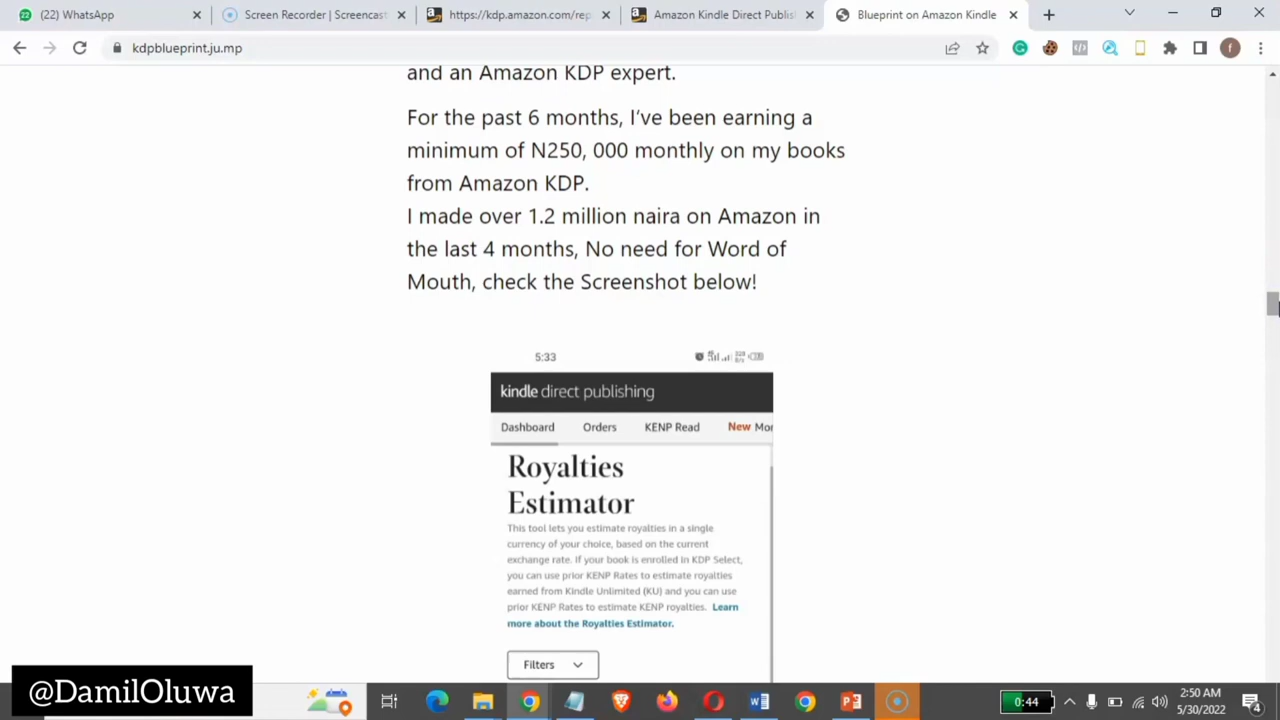 (22) WhatsApp
Screen Recorder | Screencas
https://kdp.amazon.com/rep
Amazon Kindle Direct Publis
Blueprint on Amazon Kindle
kdpblueprint.ju.mp
and an Amazon KDP expert.
For the past 6 months, I've been earning a
minimum of N250, 000 monthly on my books
from Amazon KDP.
I made over 1.2 million naira on Amazon in
the last 4 months, No need for Word of
Mouth, check the Screenshot below!
5:33
kindle direct publishing
Dashboard Orders KENP Read New Mor
Royalties
Estimator
This tool lets you estimate royalties in a single
currency of your choice, based on the current
exchange rate. If your book is enrolled in KDP Select,
you can use prior KENP Rates to estimate royalties
earned from Kindle Unlimited (KU) and you can use
prior KENP Rates to estimate KENP royalties. Learn
more about the Royalties Estimator.
Filters
@DamilOluwa
0:44
2:50 AM
5/30/2022
4